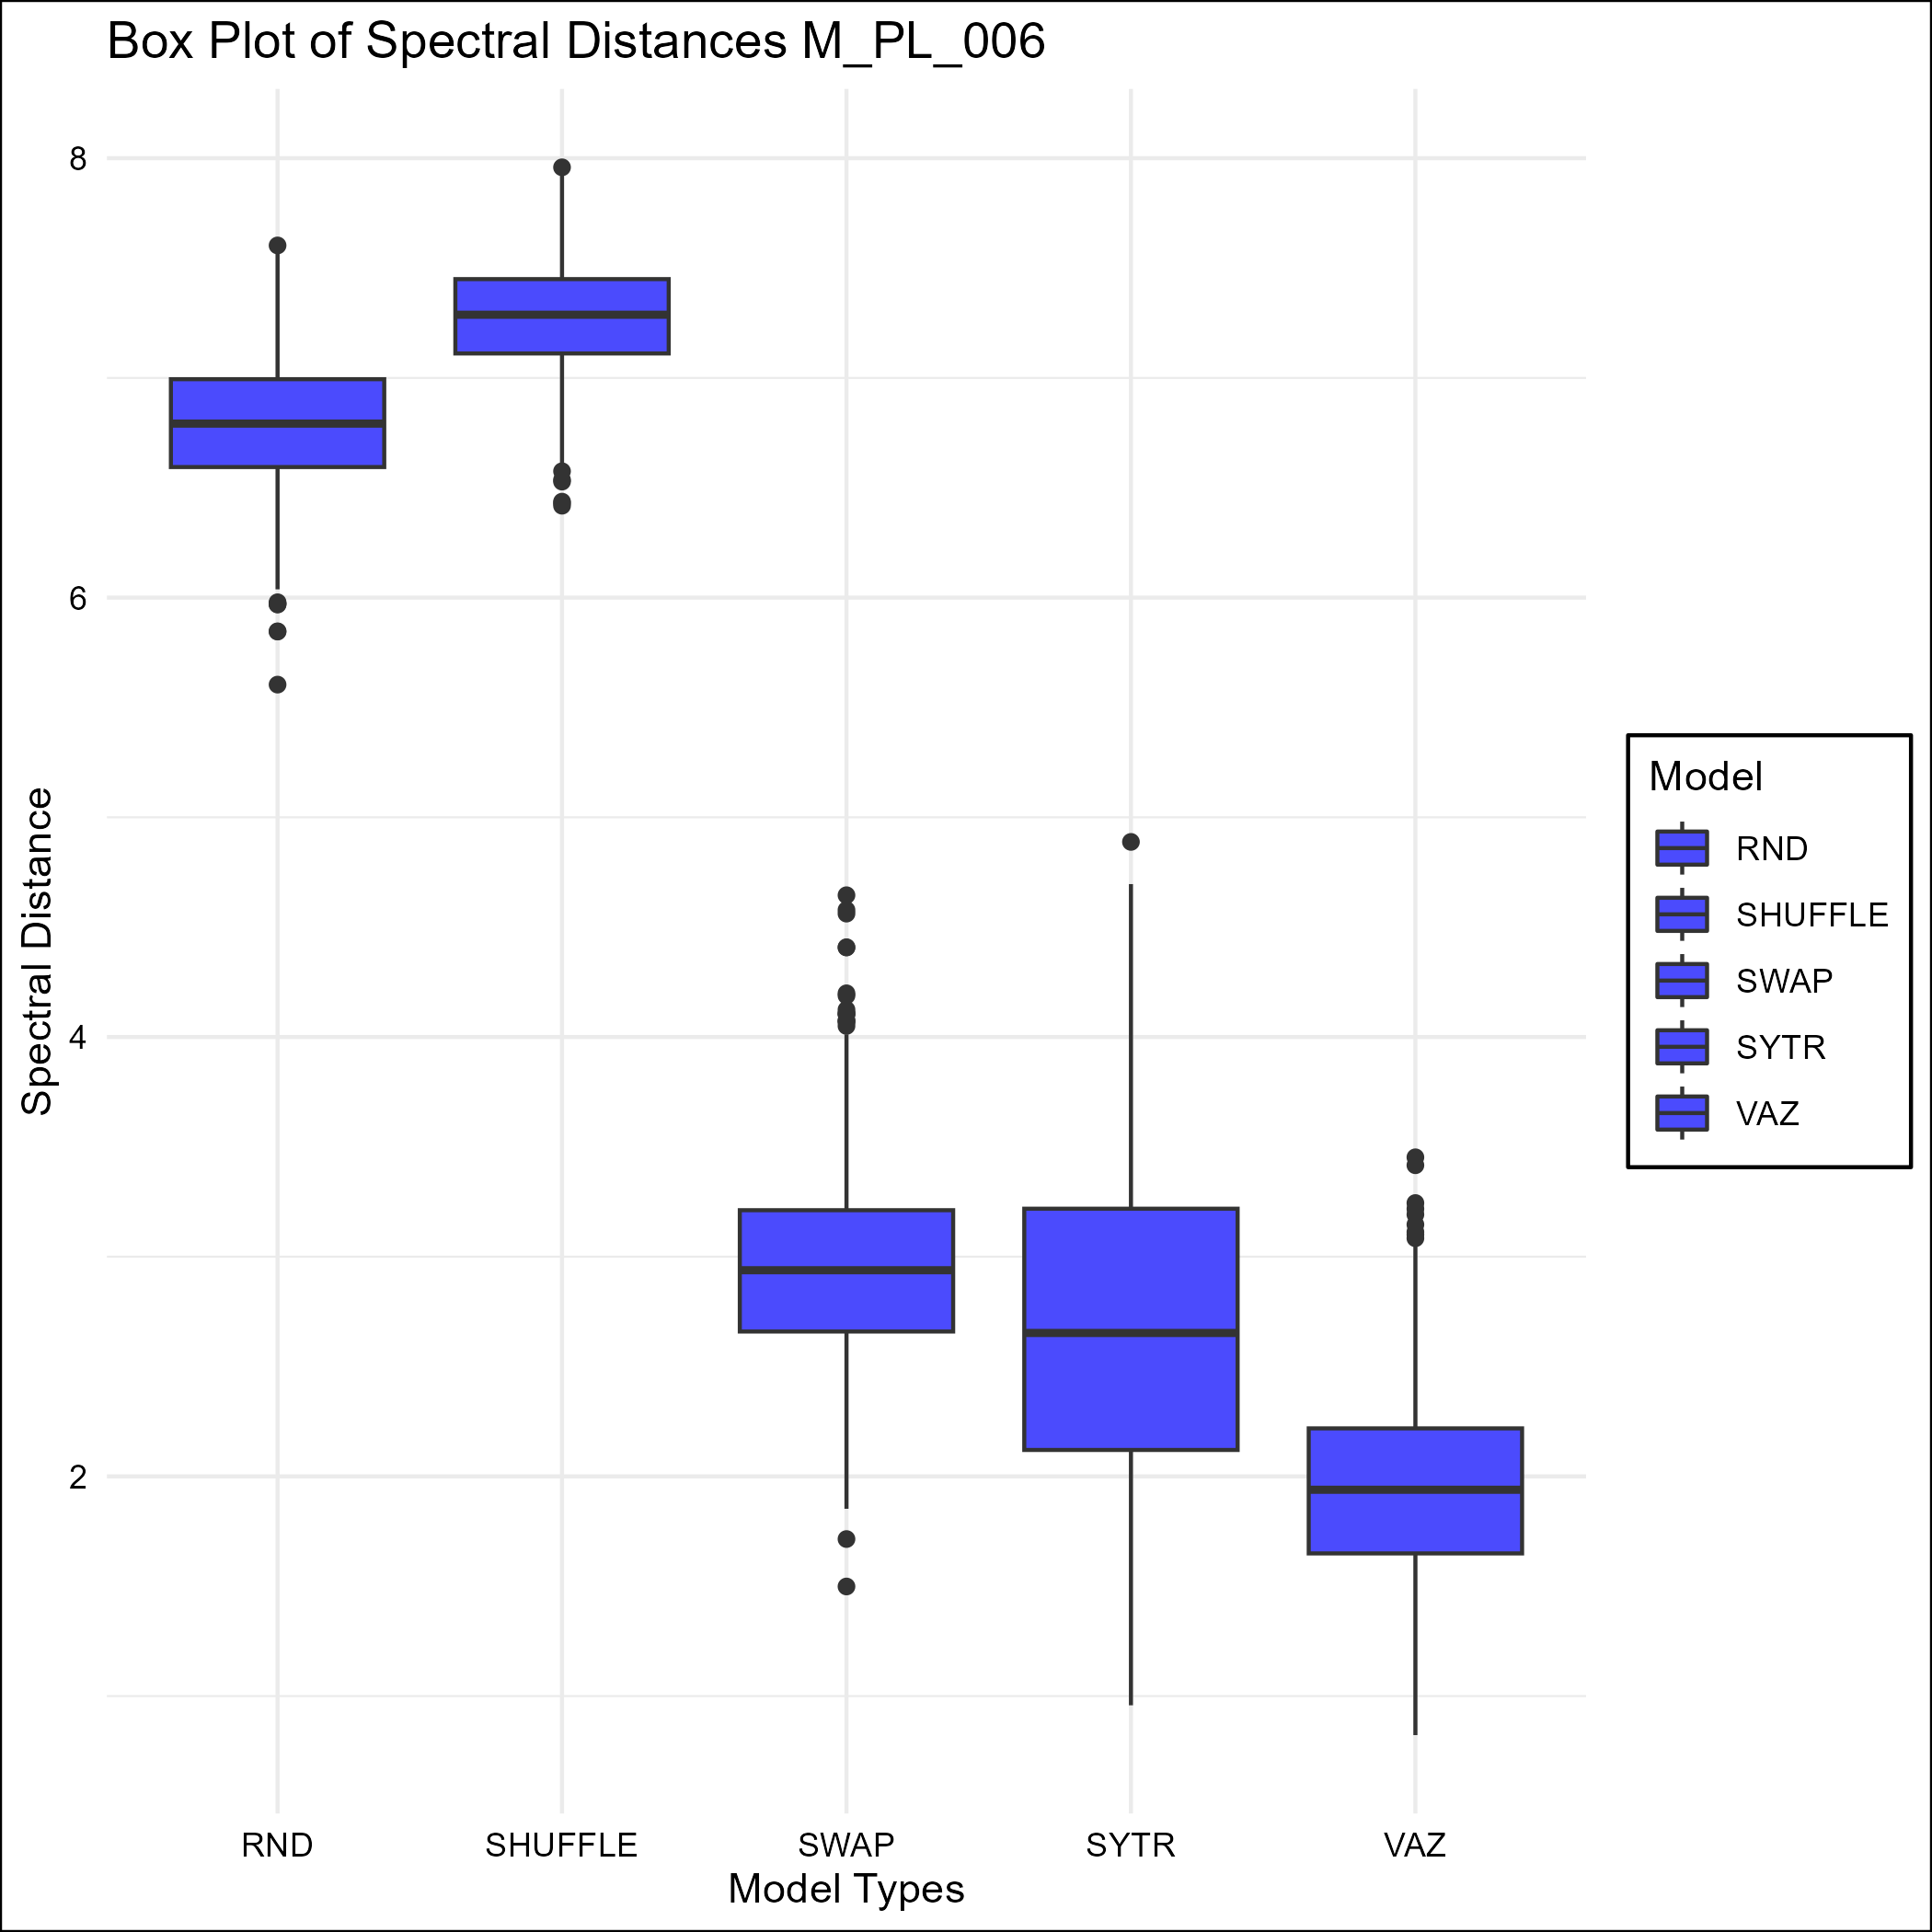 Box Plot of Spectral Distances M_PL_006
8
6
4
2
Spectral Distance
RND
SHUFFLE
SWAP
SYTR
VAZ
Model Types
Model
RND
SHUFFLE
SWAP
SYTR
VAZ